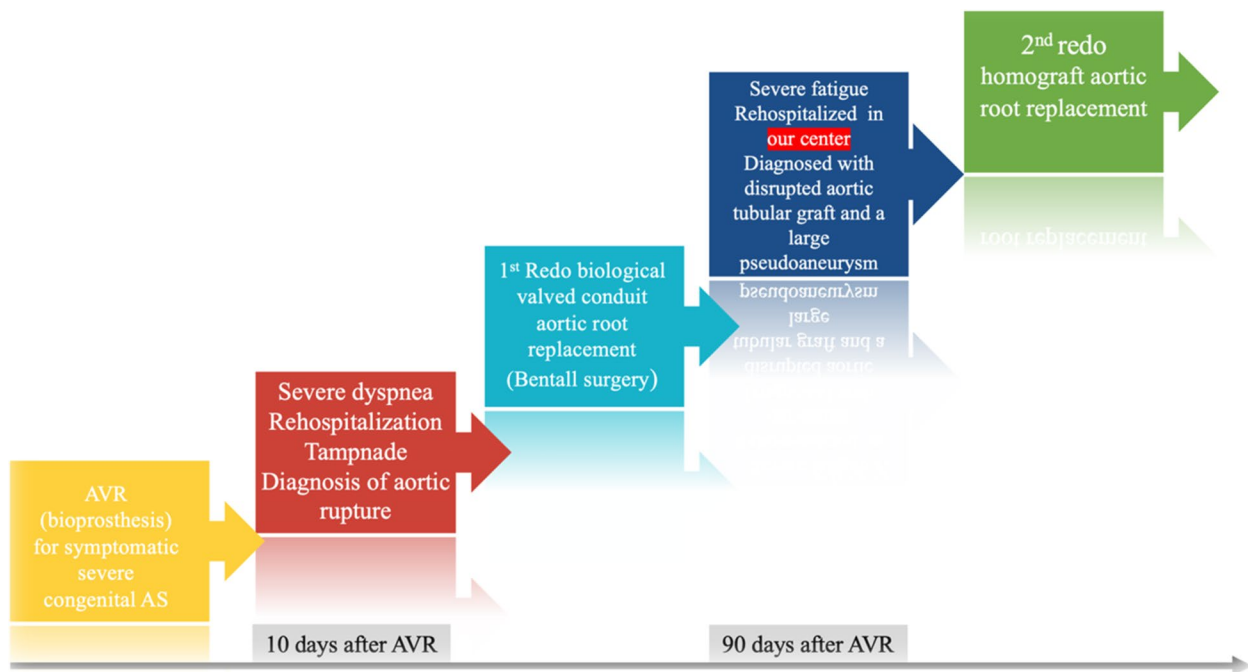 AVR
(bioprosthesis)
for symptomatic
severe
congenital AS
Severe dyspnea
Rehospitalization
Tampnade
Diagnosis of aortic
rupture
1st Redo biological
valved conduit
aortic root
replacement
(Bentall surgery)
Severe fatigue
Rehospitalized in
our center
Diagnosed with
disrupted aortic
tubular graft and a
large
pseudoaneurysm
2nd redo
homograft aortic
root replacement
10 days after AVR
90 days after AVR